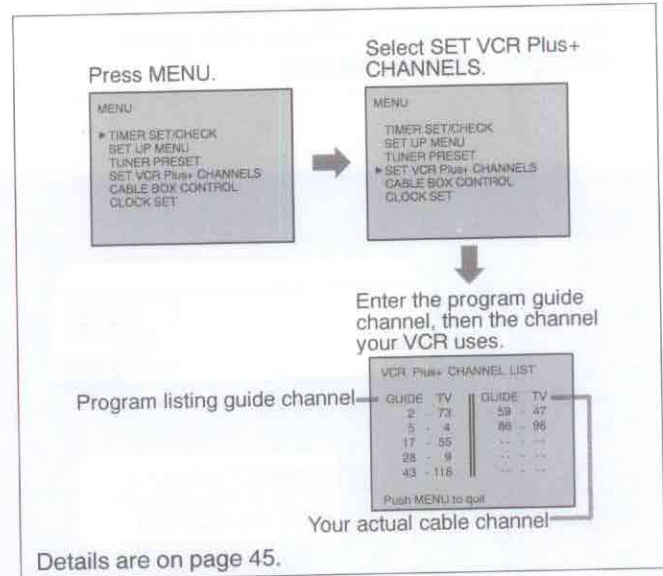 Press MENU.
MENU
▶ TIMER SET/CHECK
SET UP MENU
TUNER PRESET
SET VCR Plus+ CHANNELS
CABLE BOX CONTROL
CLOCK SET
Select SET VCR Plus+
CHANNELS.
MENU
TIMER SET/CHECK
SET UP MENU
TUNER PRESET
▶ SET VCR Plus+ CHANNELS
CABLE BOX CONTROL
CLOCK SET
Enter the program guide
channel, then the channel
your VCR uses.
VCR Plus+ CHANNEL LIST
Program listing guide channel
GUIDE TV GUIDE TV
2 - 73 59 - 47
5 - 4 86 - 96
17 - 55 -- - --
28 - 9 -- - --
43 - 118 -- - --
Push MENU to quit
Your actual cable channel
Details are on page 45.